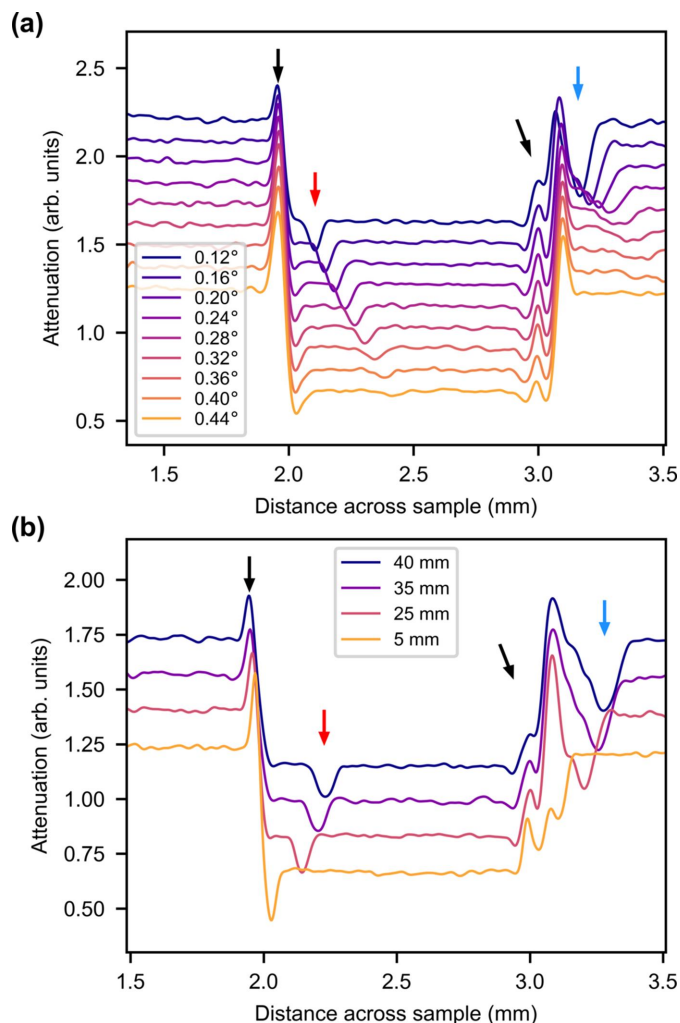 (a)
Attenuation (arb. units)
2.5
2.0
1.5
1.0
0.5
0.12°
0.16°
0.20°
0.24°
0.28°
0.32°
0.36°
0.40°
0.44°
1.5 2.0 2.5 3.0 3.5
Distance across sample (mm)
(b)
Attenuation (arb. units)
2.00
1.75
1.50
1.25
1.00
0.75
0.50
40 mm
35 mm
25 mm
5 mm
1.5 2.0 2.5 3.0 3.5
Distance across sample (mm)